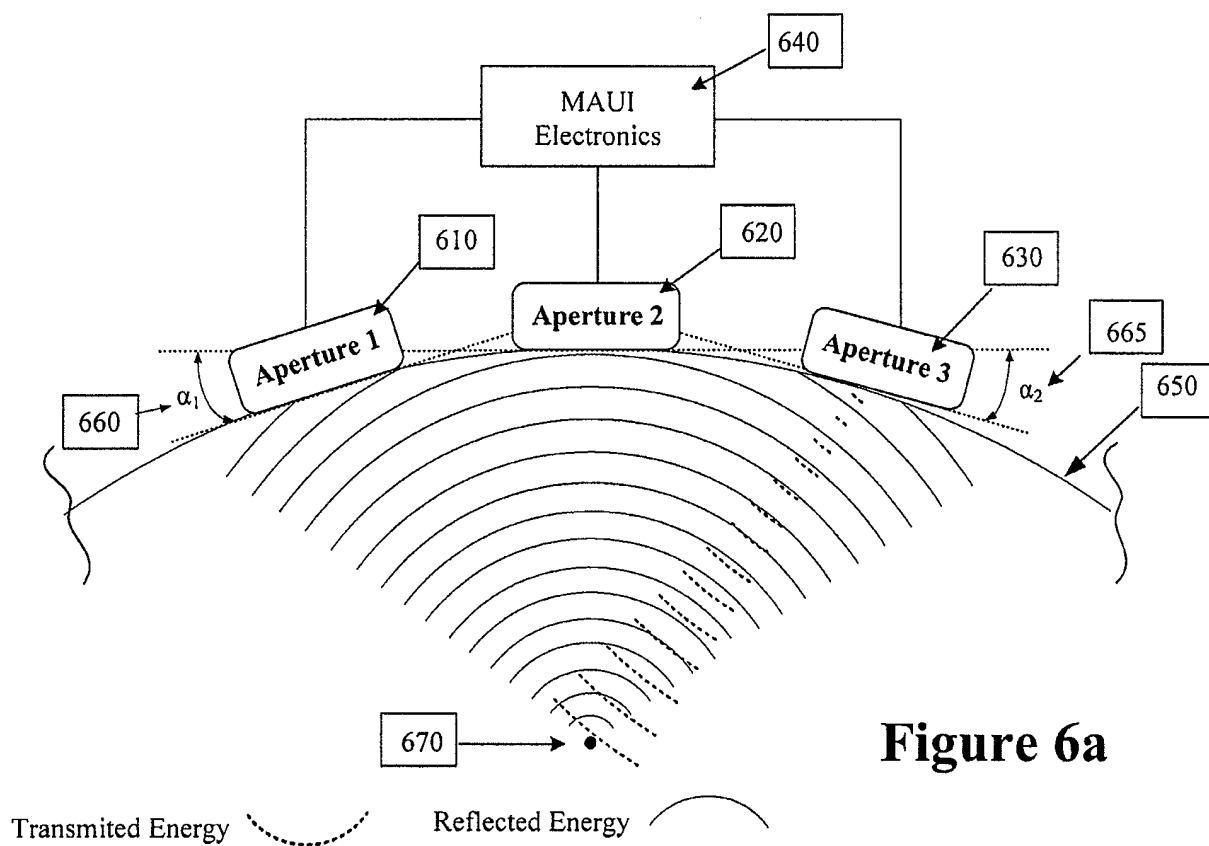 640
MAUI
Electronics
610
620
630
Aperture 1
Aperture 2
Aperture 3
665
650
660
α1
α2
670
Figure 6a
Transmited Energy
Reflected Energy